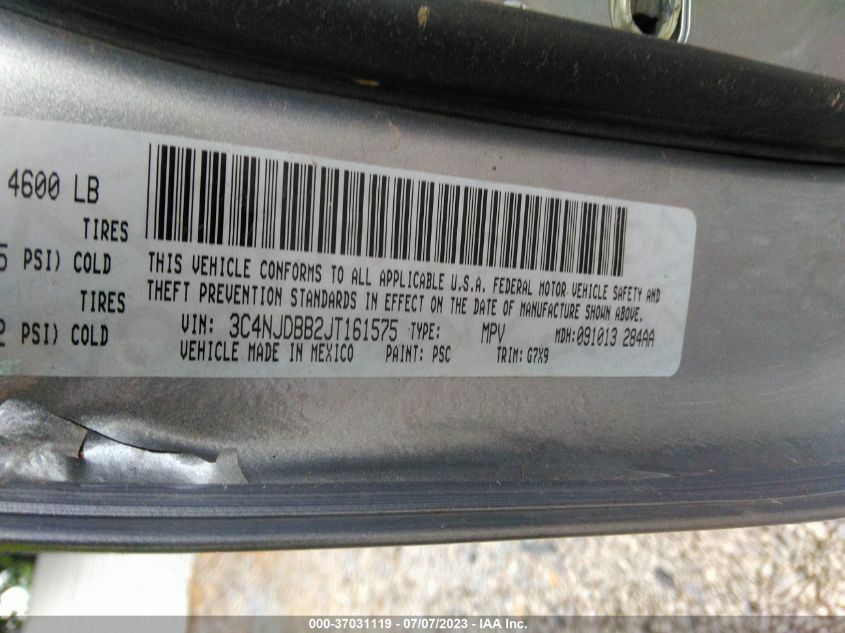 4600 LB
TIRES
5 PSI) COLD
TIRES
2 PSI) COLD
THIS VEHICLE CONFORMS TO ALL APPLICABLE U.S.A. FEDERAL MOTOR VEHICLE SAFETY AND
THEFT PREVENTION STANDARDS IN EFFECT ON THE DATE OF MANUFACTURE SHOWN ABOVE.
VIN: 3C4NJDBB2JT161575 TYPE: MPV MDH:091013 284AA
VEHICLE MADE IN MEXICO PAINT: PSC TRIM: G7X9
000-37031119 - 07/07/2023 - IAA Inc.